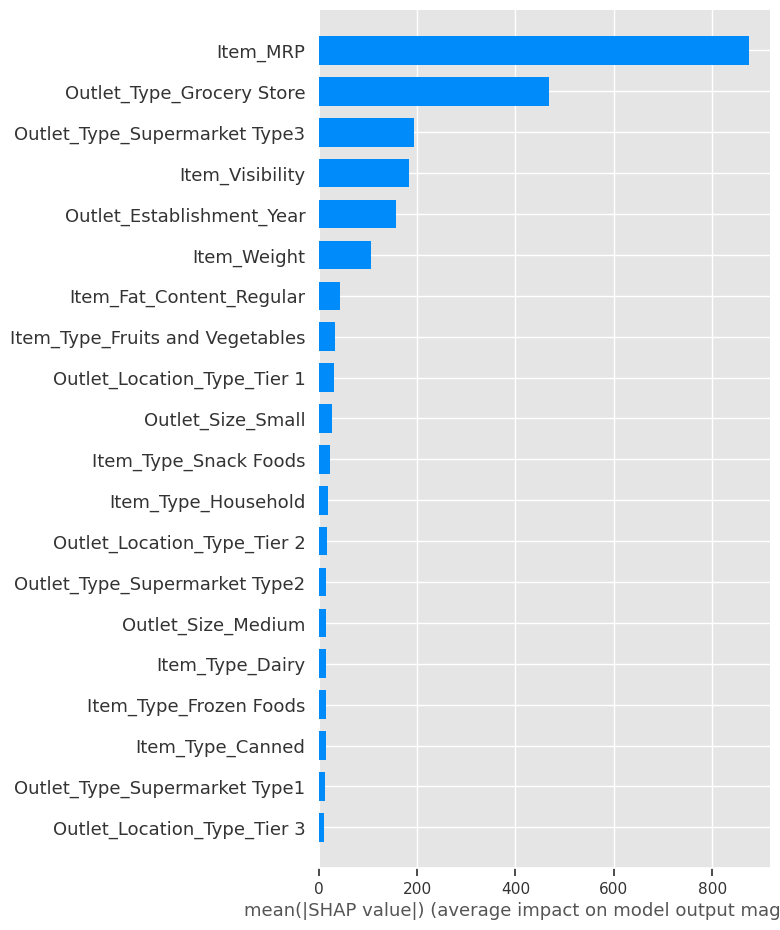 Item_MRP
Outlet_Type_Grocery Store
Outlet_Type_Supermarket Type3
Item_Visibility
Outlet_Establishment_Year
Item_Weight
Item_Fat_Content_Regular
Item_Type_Fruits and Vegetables
Outlet_Location_Type_Tier 1
Outlet_Size_Small
Item_Type_Snack Foods
Item_Type_Household
Outlet_Location_Type_Tier 2
Outlet_Type_Supermarket Type2
Outlet_Size_Medium
Item_Type_Dairy
Item_Type_Frozen Foods
Item_Type_Canned
Outlet_Type_Supermarket Type1
Outlet_Location_Type_Tier 3
0 200 400 600 800
mean(|SHAP value|) (average impact on model output mag